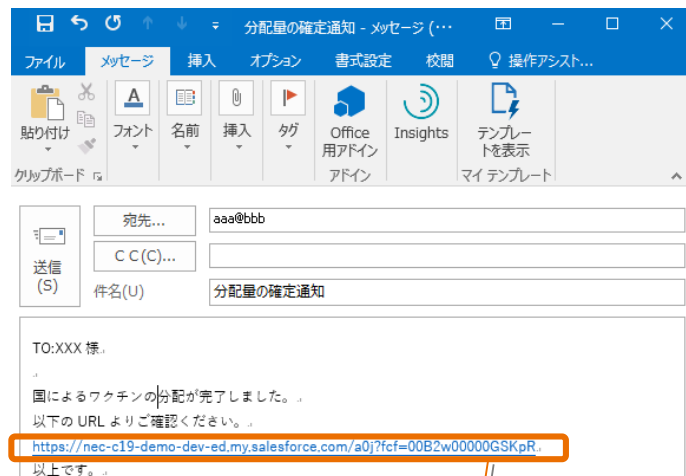 分配量の確定通知 - メッセージ (…
ファイル メッセージ 挿入 オプション 書式設定 校閲 操作アシスト...
貼り付け フォント 名前 挿入 タグ Office 用アドイン Insights テンプレートを表示
クリップボード アドイン マイ テンプレート
宛先... aaa@bbb
C C(C)...
送信
(S)
件名(U) 分配量の確定通知
TO:XXX 様
国によるワクチンの分配が完了しました。
以下の URL よりご確認ください。
https://nec-c19-demo-dev-ed.my.salesforce.com/a0j?fcf=00B2w00000GSKpR
以上です。